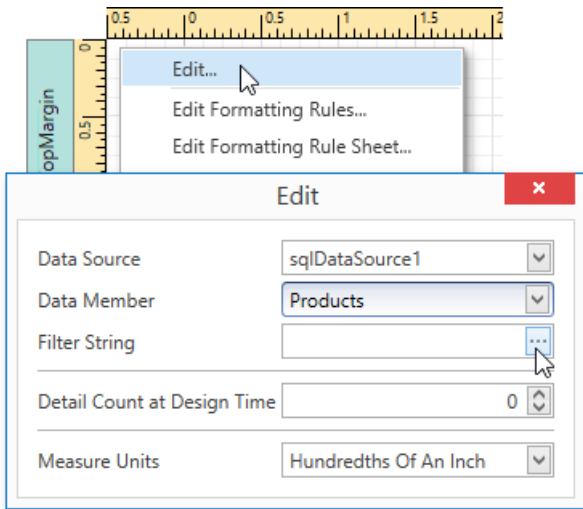 0.5 0 0.5 1 1.5 2
0
Edit...
opMargin
0.5
Edit Formatting Rules...
Edit Formatting Rule Sheet...
Edit
Data Source sqlDataSource1
Data Member Products
Filter String ...
Detail Count at Design Time 0
Measure Units Hundredths Of An Inch